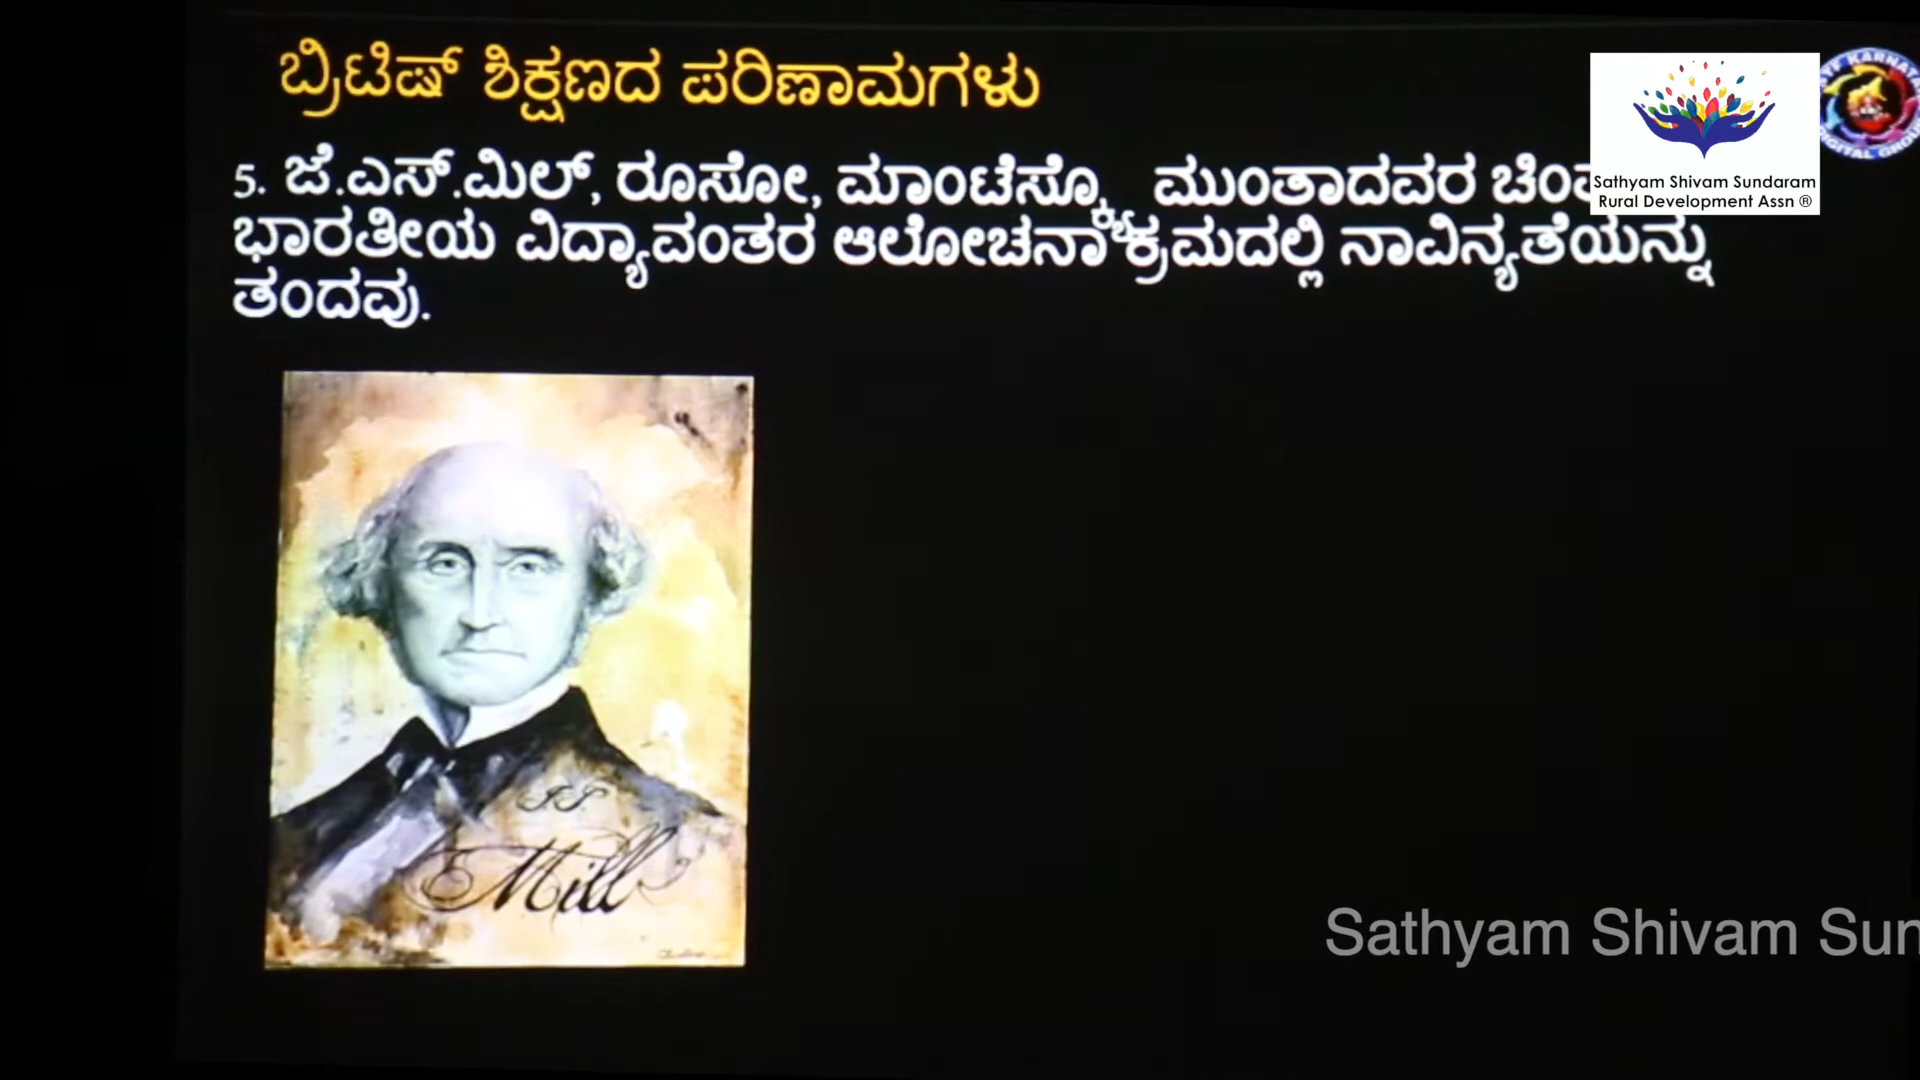 ಬ್ರಿಟಿಷ್ ಶಿಕ್ಷಣದ ಪರಿಣಾಮಗಳು
5. ಜೆ.ಎಸ್.ಮಿಲ್, ರೂಸೋ, ಮಾಂಟೆಸ್ಕ್ಯೊ ಮುಂತಾದವರ
ಭಾರತೀಯ ವಿದ್ಯಾವಂತರ ಆಲೋಚನಾಕ್ರಮದಲ್ಲಿ ನಾವಿನ್ಯತೆಯನ್ನು
ತಂದವು.
Sathyam Shivam Sundaram
Rural Development Assn ®
JS
Mill
Sathyam Shivam Sun